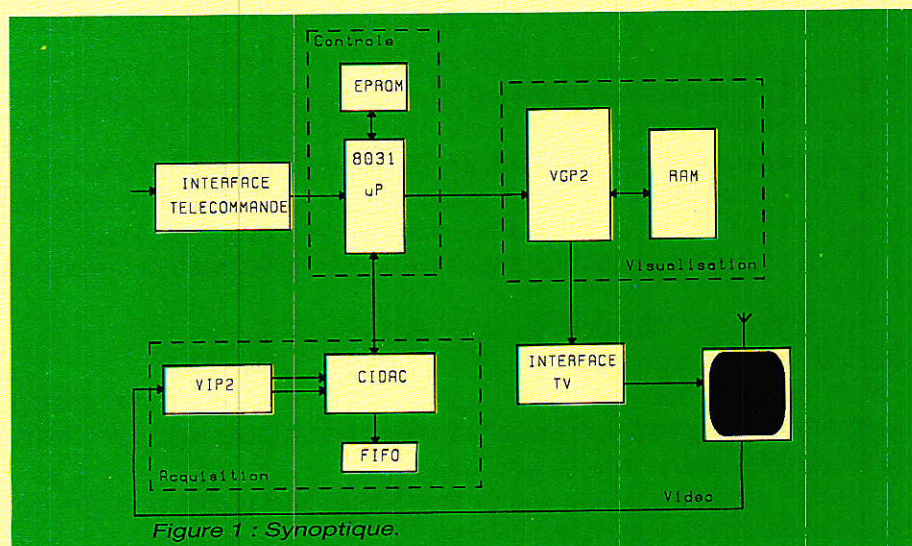 Controle
EPROM
8031
uP
INTERFACE
TELECOMMANDE
VGP2
RAM
Visualisation
VIP2
CIDAC
FIFO
Acquisition
INTERFACE
TV
Video
Figure 1 : Synoptique.